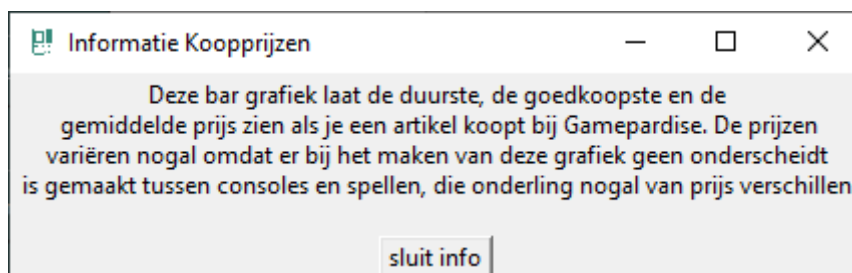 Informatie Koopprijzen
Deze bar grafiek laat de duurste, de goedkoopste en de
gemiddelde prijs zien als je een artikel koopt bij Gamepardise. De prijzen
variëren nogal omdat er bij het maken van deze grafiek geen onderscheidt
is gemaakt tussen consoles en spellen, die onderling nogal van prijs verschillen
sluit info